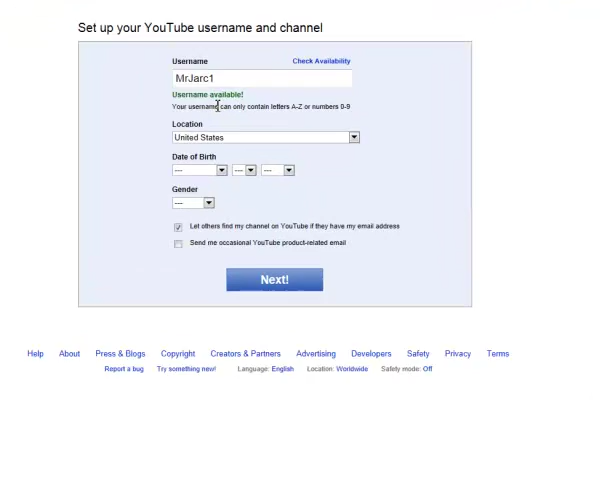 Set up your YouTube username and channel
Username Check Availability
MrJarc1
Username available!
Your username can only contain letters A-Z or numbers 0-9
Location
United States
Date of Birth
--- --- ---
Gender
---
Let others find my channel on YouTube if they have my email address
Send me occasional YouTube product-related email
Next!
Help About Press & Blogs Copyright Creators & Partners Advertising Developers Safety Privacy Terms
Report a bug Try something new! Language: English Location: Worldwide Safety mode: Off